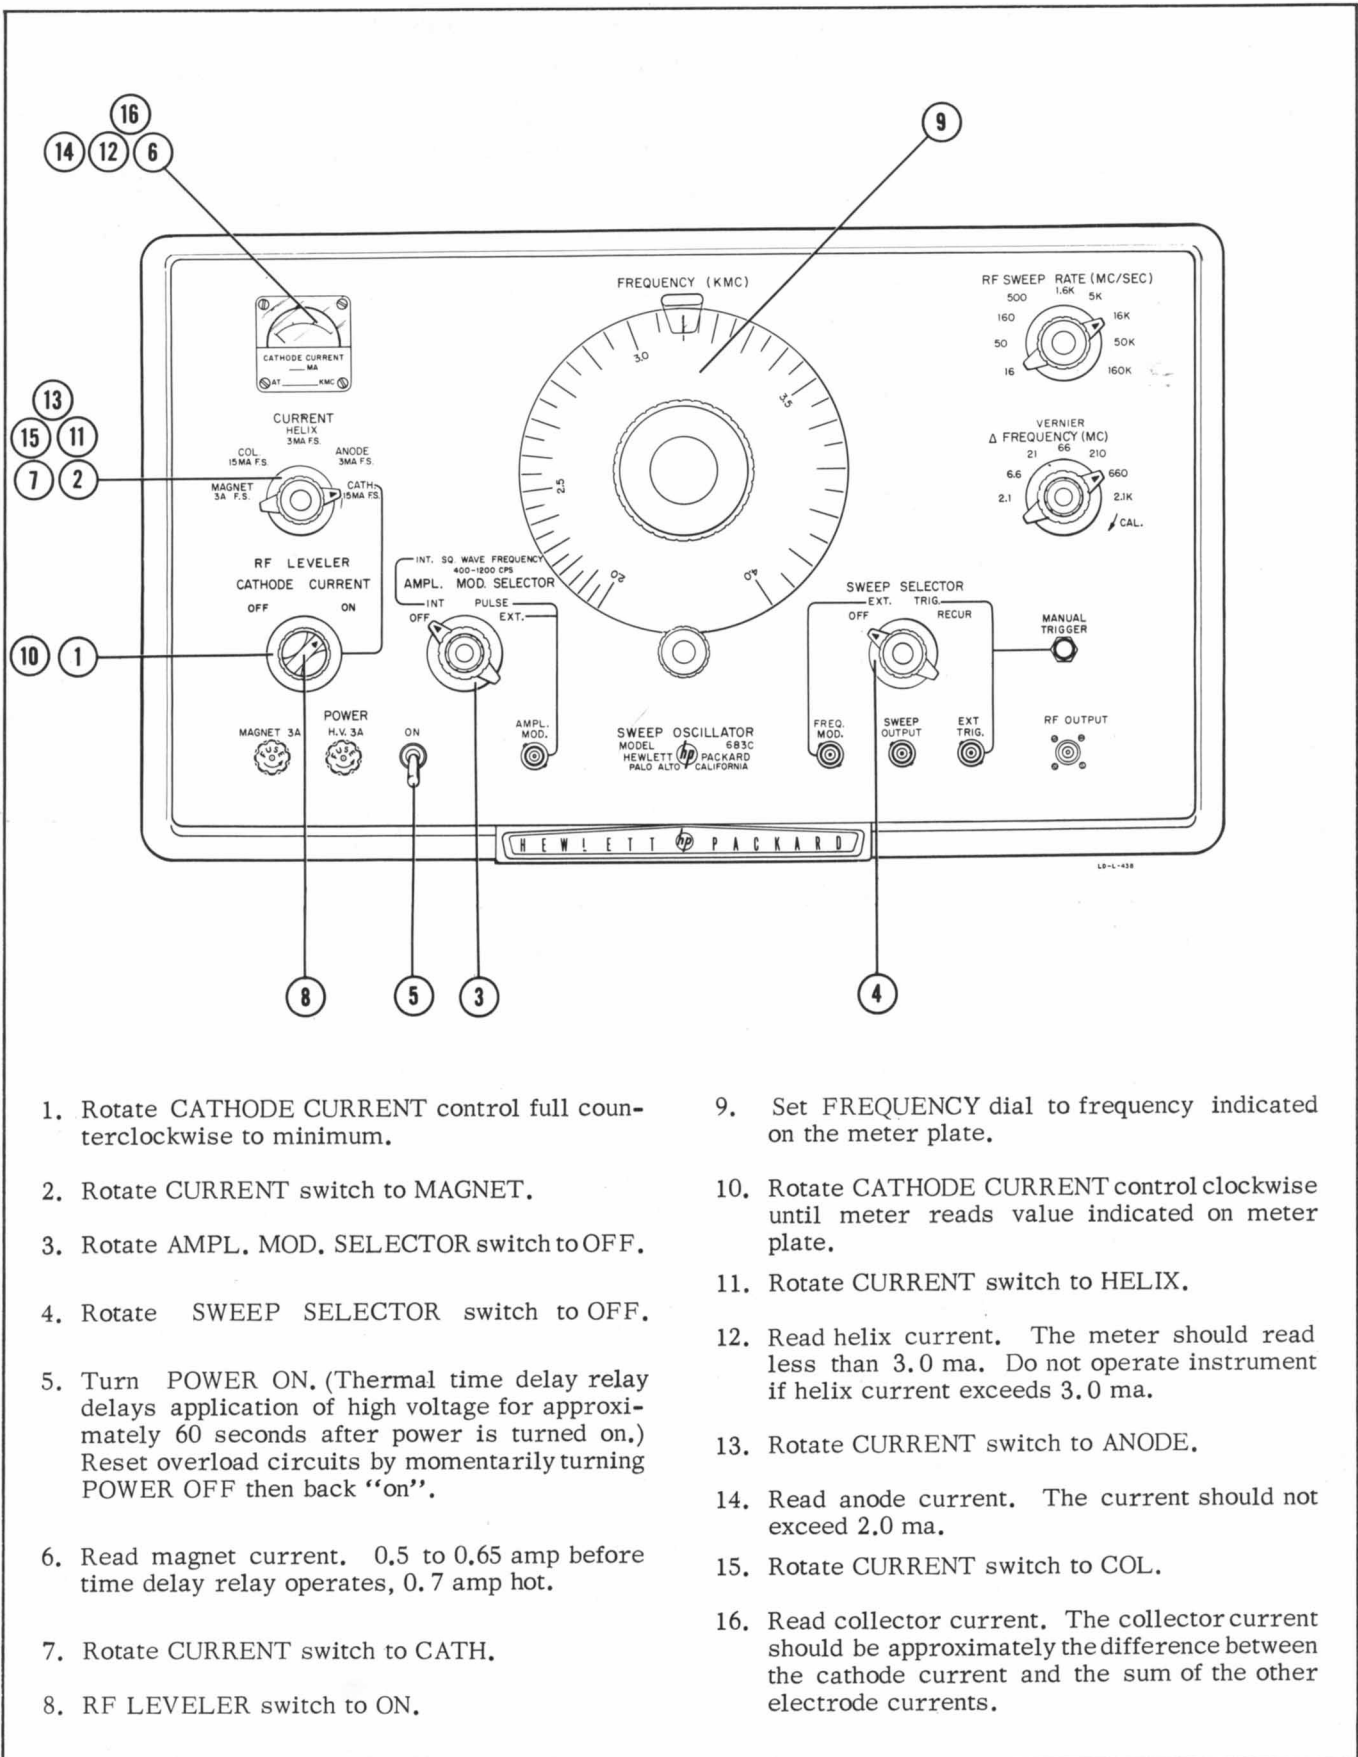 16
14 12 6
9
FREQUENCY (KMC)
3.0
3.5
2.5
2.0
4.0
RF SWEEP RATE (MC/SEC)
500 1.6K 5K
160 16K
50 50K
16 160K
CATHODE CURRENT
___ MA
AT ______ KMC
13
15 11
7 2
CURRENT
HELIX
3MA F.S.
COL.
15MA F.S.
ANODE
3MA F.S.
MAGNET
3A F.S.
CATH.
15MA F.S.
VERNIER
Δ FREQUENCY (MC)
21 66 210
6.6 660
2.1 2.1K
CAL.
RF LEVELER
CATHODE CURRENT
OFF ON
10 1
INT. SQ. WAVE FREQUENCY
400-1200 CPS
AMPL. MOD. SELECTOR
INT PULSE
OFF EXT.
SWEEP SELECTOR
EXT. TRIG.
OFF RECUR
MANUAL
TRIGGER
POWER
MAGNET 3A H.V. 3A ON
FUSE FUSE
AMPL.
MOD.
SWEEP OSCILLATOR
MODEL 683C
HEWLETT hp PACKARD
PALO ALTO CALIFORNIA
FREQ.
MOD.
SWEEP
OUTPUT
EXT
TRIG.
RF OUTPUT
HEWLETT hp PACKARD
LD-L-438
8 5 3 4
1. Rotate CATHODE CURRENT control full coun-
terclockwise to minimum.
2. Rotate CURRENT switch to MAGNET.
3. Rotate AMPL. MOD. SELECTOR switch to OFF.
4. Rotate SWEEP SELECTOR switch to OFF.
5. Turn POWER ON. (Thermal time delay relay
delays application of high voltage for approxi-
mately 60 seconds after power is turned on.)
Reset overload circuits by momentarily turning
POWER OFF then back "on".
6. Read magnet current. 0.5 to 0.65 amp before
time delay relay operates, 0.7 amp hot.
7. Rotate CURRENT switch to CATH.
8. RF LEVELER switch to ON.
9. Set FREQUENCY dial to frequency indicated
on the meter plate.
10. Rotate CATHODE CURRENT control clockwise
until meter reads value indicated on meter
plate.
11. Rotate CURRENT switch to HELIX.
12. Read helix current. The meter should read
less than 3.0 ma. Do not operate instrument
if helix current exceeds 3.0 ma.
13. Rotate CURRENT switch to ANODE.
14. Read anode current. The current should not
exceed 2.0 ma.
15. Rotate CURRENT switch to COL.
16. Read collector current. The collector current
should be approximately the difference between
the cathode current and the sum of the other
electrode currents.